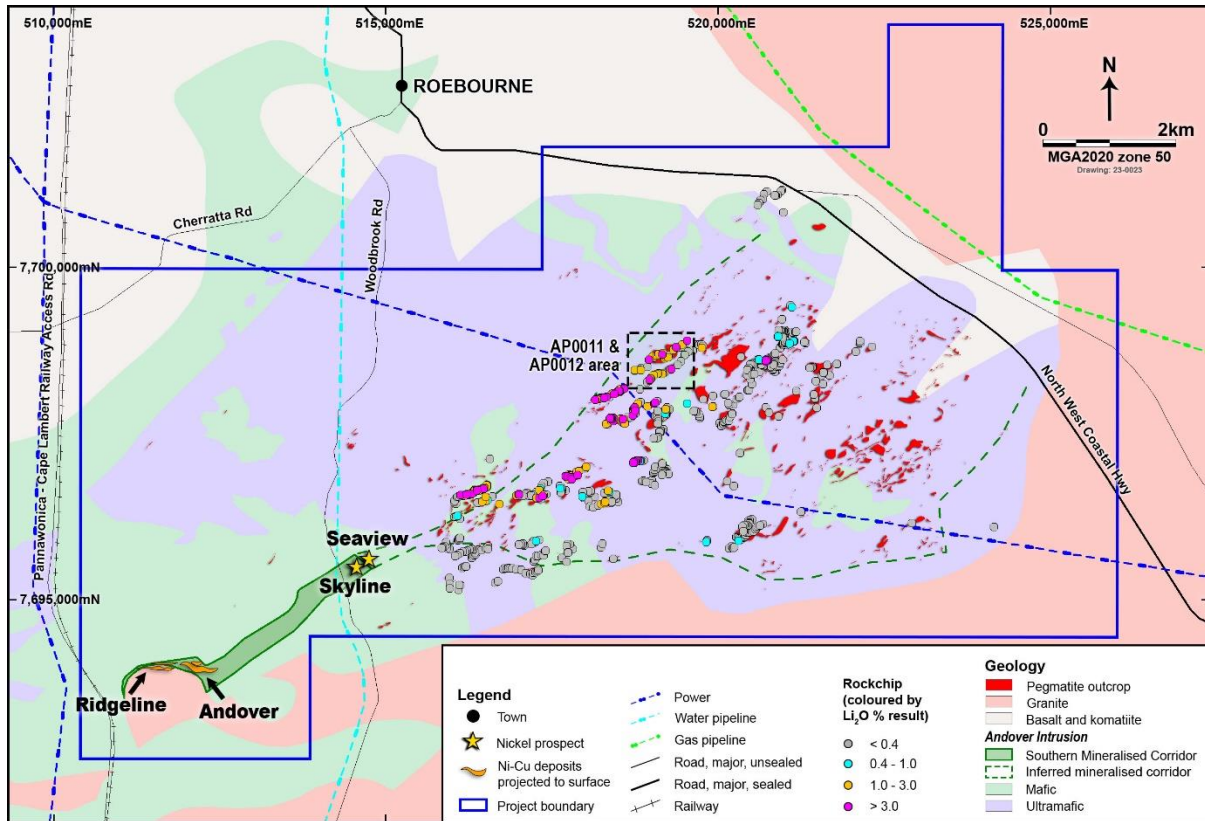 510,000mE
515,000mE
520,000mE
525,000mE
N
0 2km
MGA2020 zone 50
Drawing: 23-0023
ROEBOURNE
Cherratta Rd
Woodbrook Rd
7,700,000mN
Pannawonica - Cape Lambert Railway Access Rd
AP0011 &
AP0012 area
North West Coastal Hwy
Seaview
Skyline
7,695,000mN
Ridgeline
Andover
Legend
Town
Nickel prospect
Ni-Cu deposits
projected to surface
Project boundary
Power
Water pipeline
Gas pipeline
Road, major, unsealed
Road, major, sealed
Railway
Rockchip
(coloured by
Li₂O % result)
< 0.4
0.4 - 1.0
1.0 - 3.0
> 3.0
Geology
Pegmatite outcrop
Granite
Basalt and komatiite
Andover Intrusion
Southern Mineralised Corridor
Inferred mineralised corridor
Mafic
Ultramafic